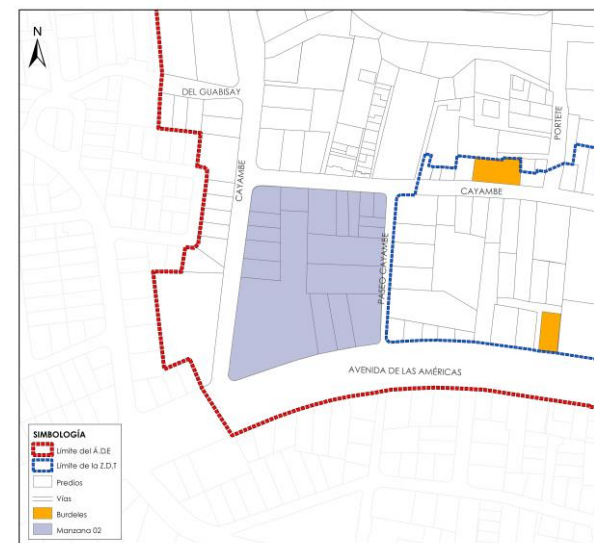 N
DEL GUABISAY
PORTETE
CAYAMBE
CAYAMBE
PASEO CAYAMBE
AVENIDA DE LAS AMÉRICAS
SIMBOLOGÍA
Límite del Á.D.E
Límite de la Z.D.T
Predios
Vías
Burdeles
Manzana 02